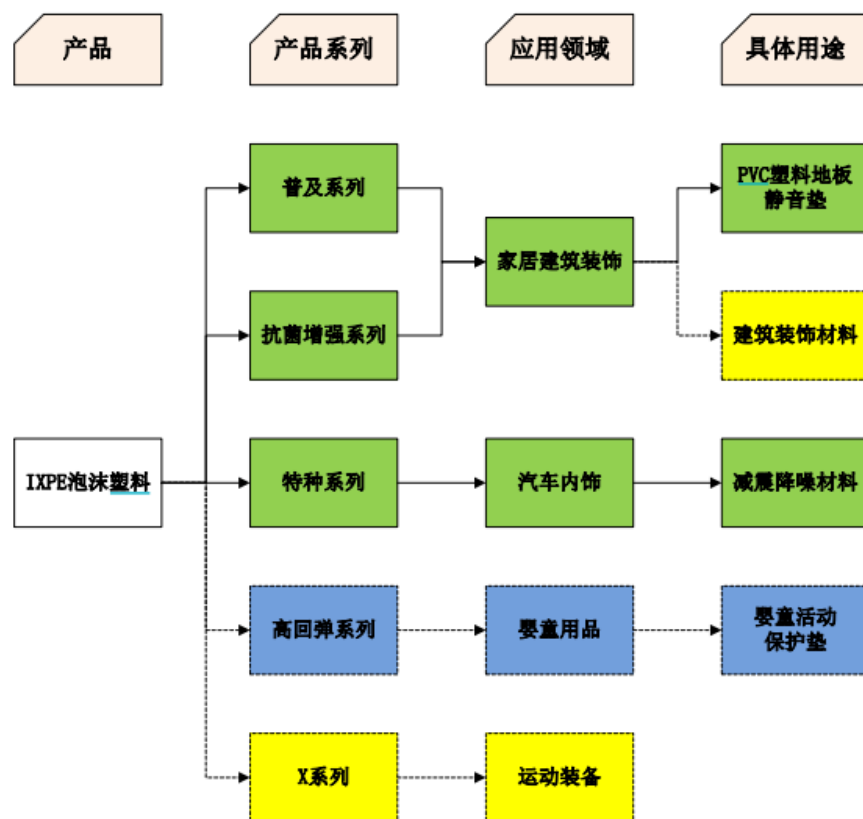 产品
产品系列
应用领域
具体用途
普及系列
PVC塑料地板
静音垫
家居建筑装饰
抗菌增强系列
建筑装饰材料
IXPE泡沫塑料
特种系列
汽车内饰
减震降噪材料
高回弹系列
婴童用品
婴童活动
保护垫
X系列
运动装备